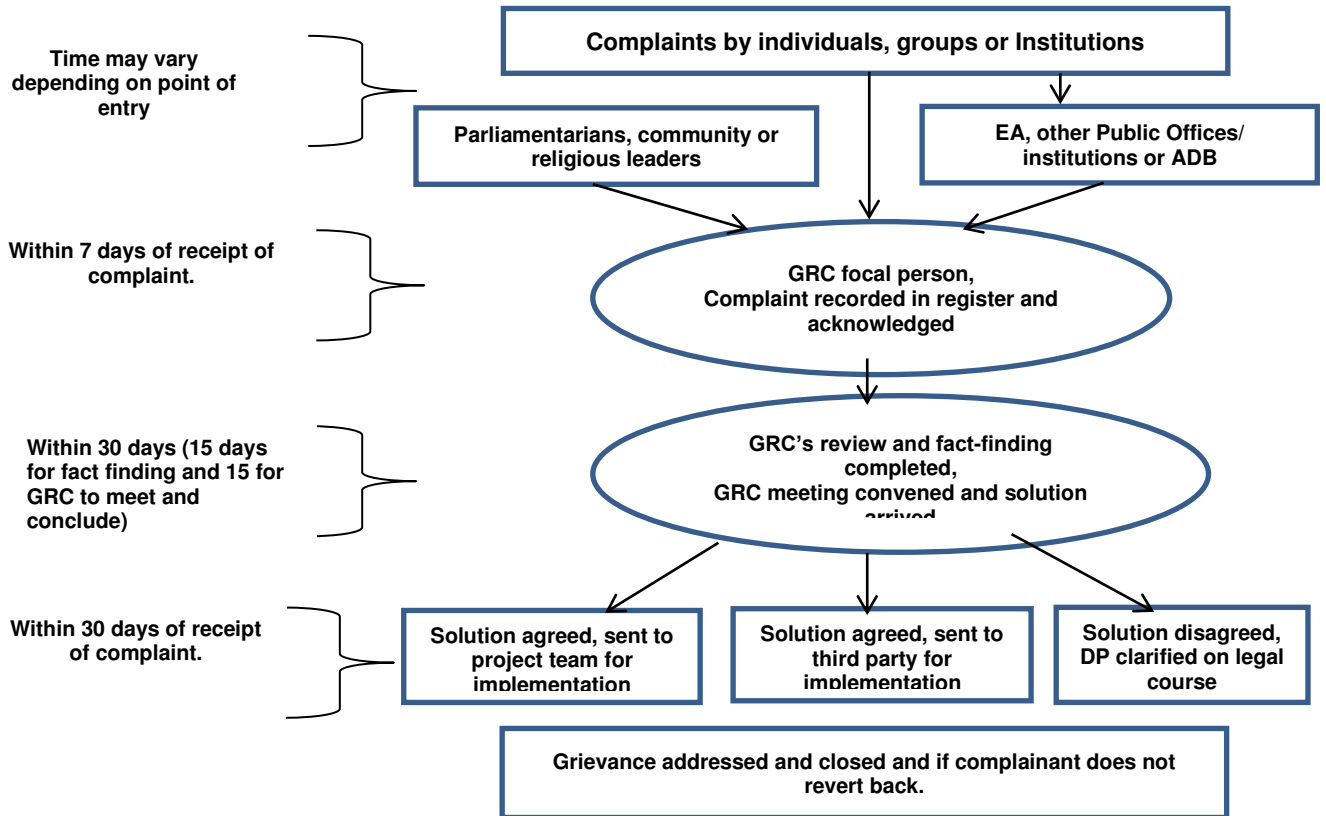 Complaints by individuals, groups or Institutions
Time may vary
depending on point of
entry
Parliamentarians, community or
religious leaders
EA, other Public Offices/
institutions or ADB
Within 7 days of receipt of
complaint.
GRC focal person,
Complaint recorded in register and
acknowledged
Within 30 days (15 days
for fact finding and 15 for
GRC to meet and
conclude)
GRC’s review and fact-finding
completed,
GRC meeting convened and solution
arrived
Within 30 days of receipt
of complaint.
Solution agreed, sent to
project team for
implementation
Solution agreed, sent to
third party for
implementation
Solution disagreed,
DP clarified on legal
course
Grievance addressed and closed and if complainant does not
revert back.